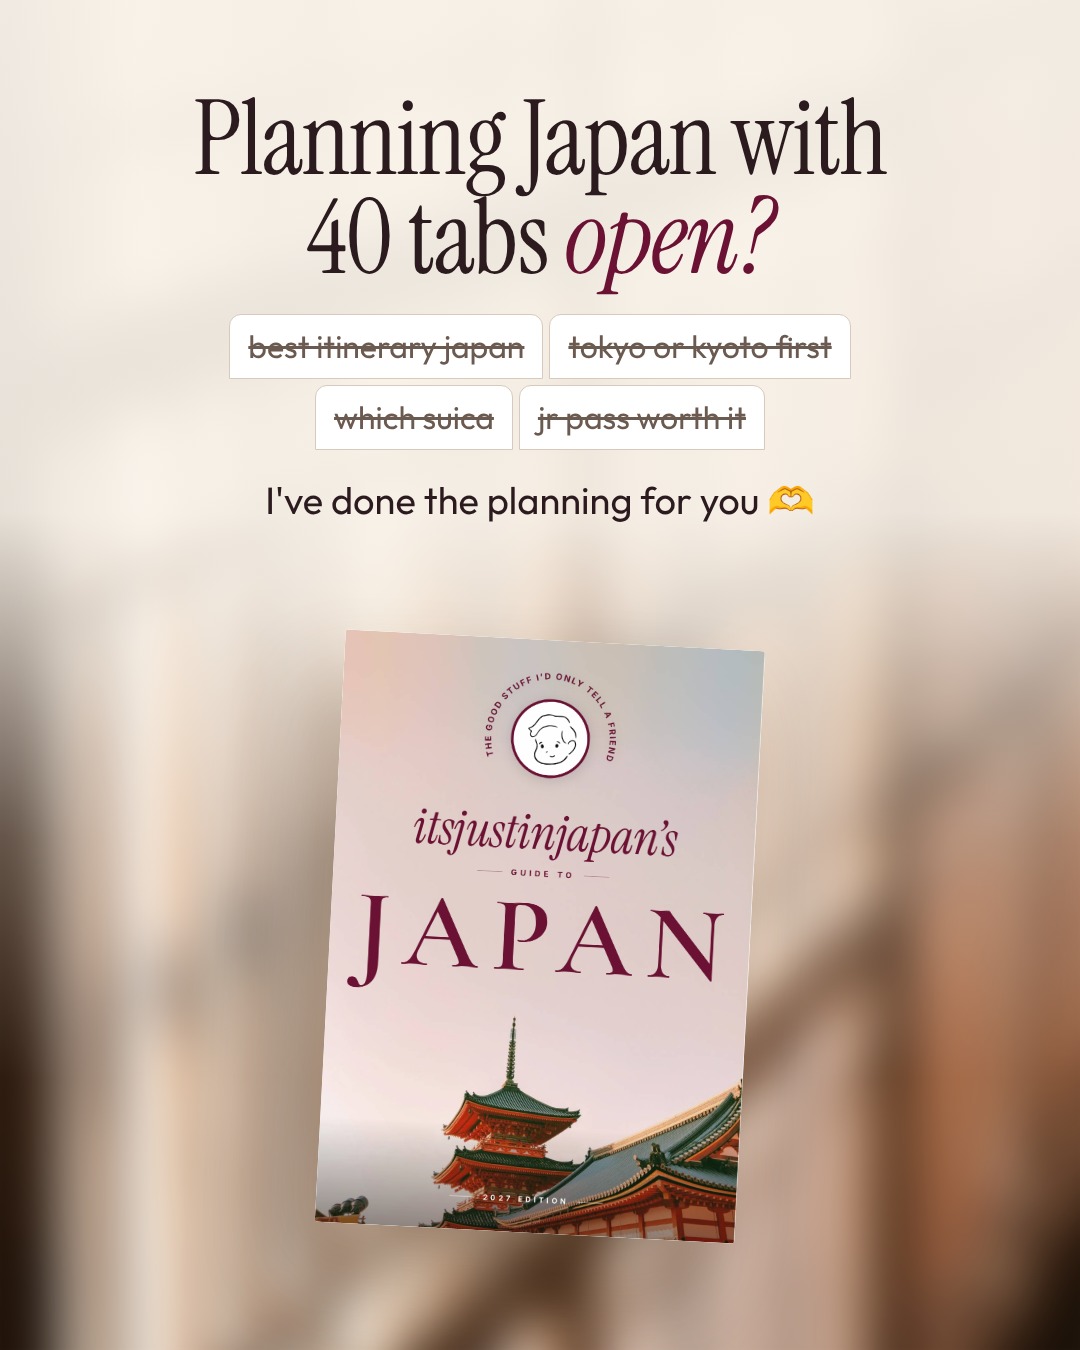 Planning Japan with
40 tabs open?
best itinerary japan
tokyo or kyoto first
which suica
jr pass worth it
I've done the planning for you 🫶
THE GOOD STUFF I'D ONLY TELL A FRIEND
itsjustinjapan's
GUIDE TO
JAPAN
2027 EDITION